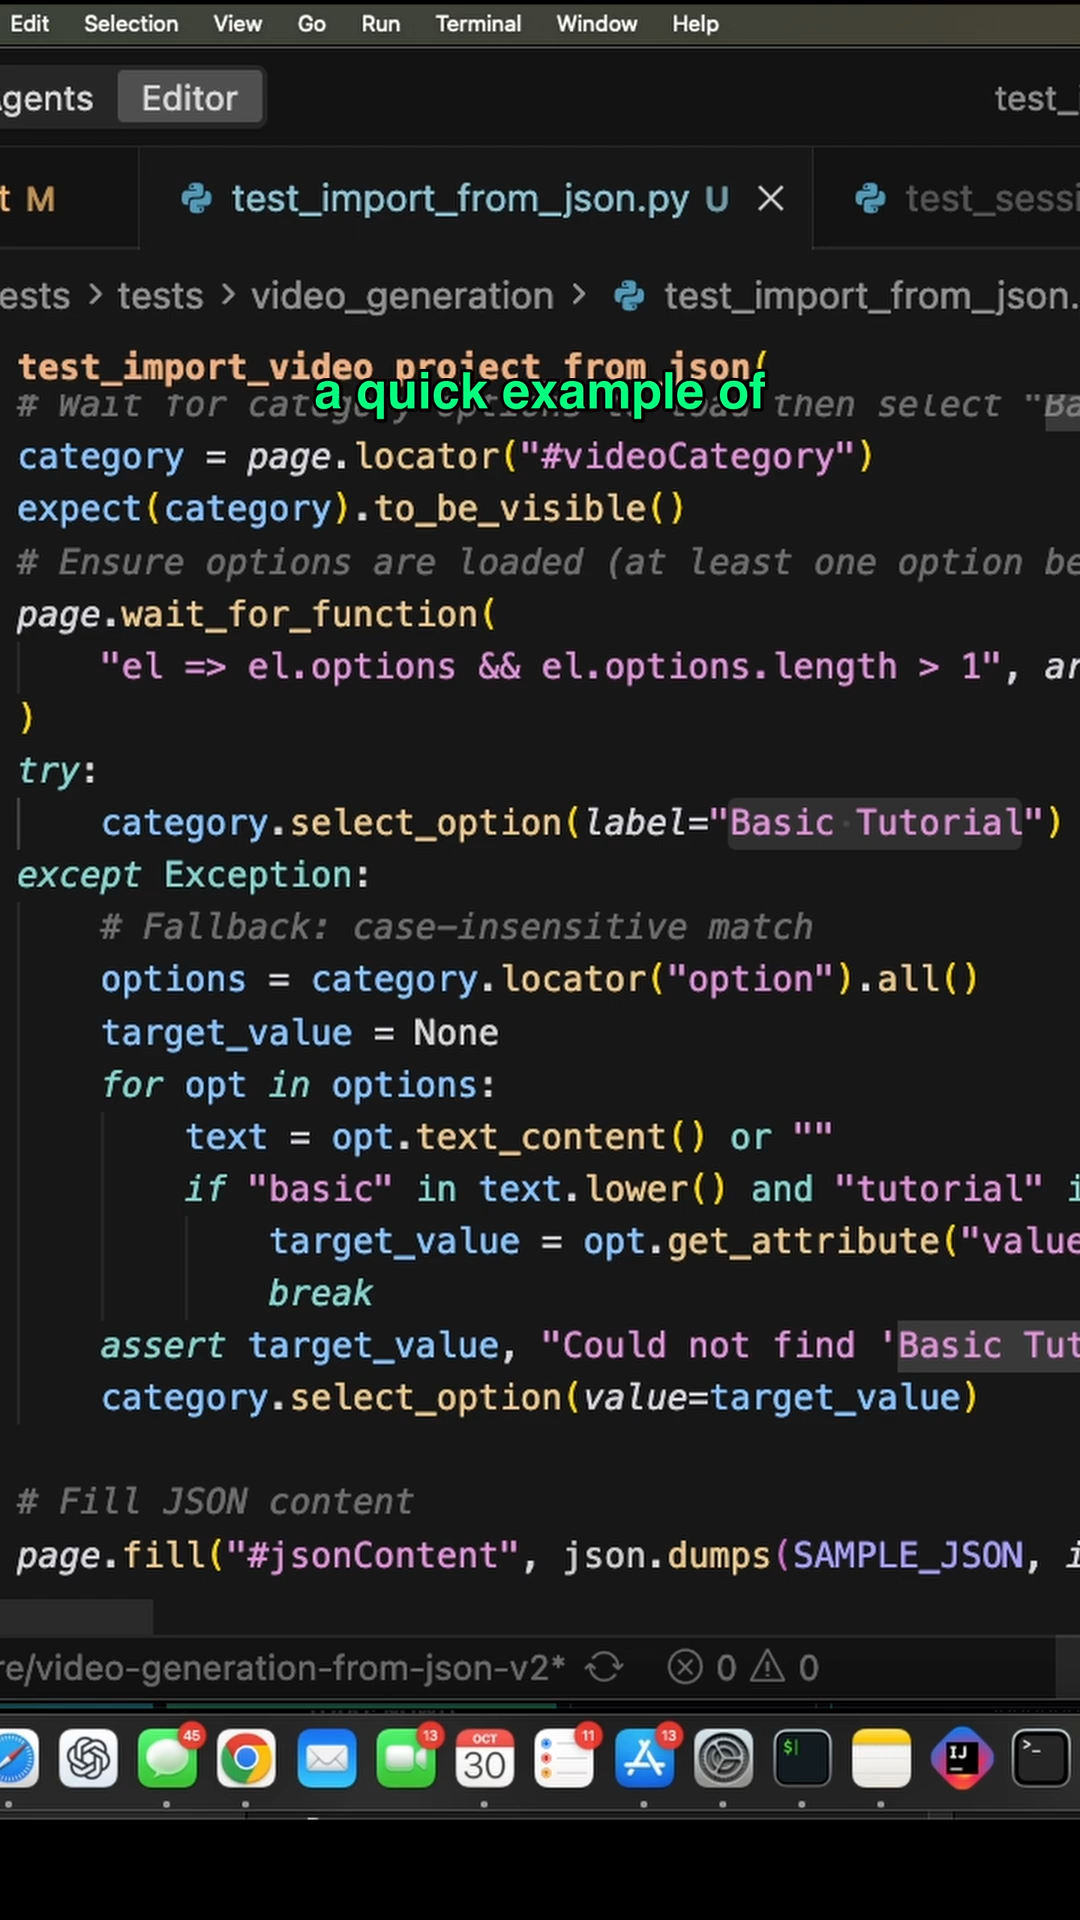 Edit Selection View Go Run Terminal Window Help
gents Editor test_
t M test_import_from_json.py U test_sessi
ests > tests > video_generation > test_import_from_json.
test_import_video_project_from_json(
a quick example of
# Wait for category options to load then select "Ba
category = page.locator("#videoCategory")
expect(category).to_be_visible()
# Ensure options are loaded (at least one option be
page.wait_for_function(
"el => el.options && el.options.length > 1", ar
)
try:
category.select_option(label="Basic Tutorial")
except Exception:
# Fallback: case-insensitive match
options = category.locator("option").all()
target_value = None
for opt in options:
text = opt.text_content() or ""
if "basic" in text.lower() and "tutorial" i
target_value = opt.get_attribute("value
break
assert target_value, "Could not find 'Basic Tut
category.select_option(value=target_value)
# Fill JSON content
page.fill("#jsonContent", json.dumps(SAMPLE_JSON, i
re/video-generation-from-json-v2* 0 0
45 13 OCT 30 11 13 $ IJ >_